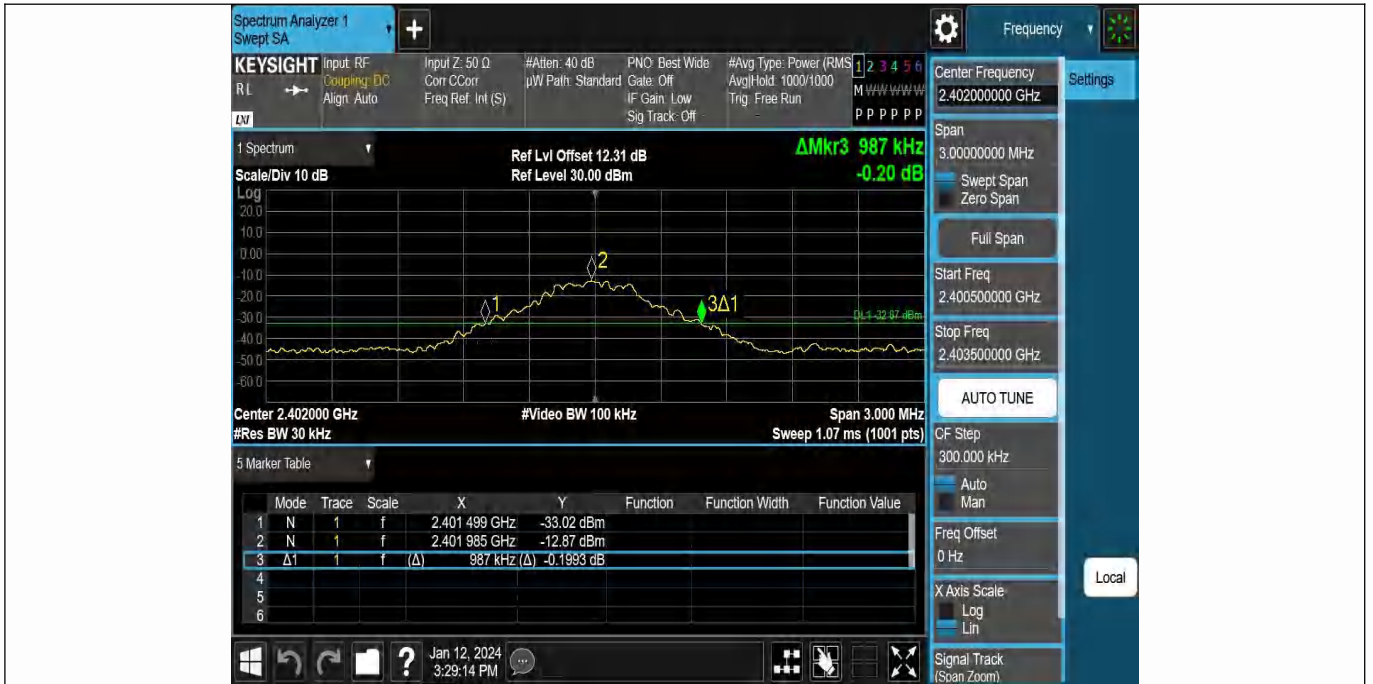 Spectrum Analyzer 1
Swept SA
Frequency
KEYSIGHT
RL
LXI
Input: RF
Coupling: DC
Align: Auto
Input Z: 50 Ω
Corr CCorr
Freq Ref: Int (S)
#Atten: 40 dB
µW Path: Standard
PNO: Best Wide
Gate: Off
IF Gain: Low
Sig Track: Off
#Avg Type: Power (RMS
Avg|Hold: 1000/1000
Trig: Free Run
1 2 3 4 5 6
M W W W W W
P P P P P P
1 Spectrum
Scale/Div 10 dB
Ref Lvl Offset 12.31 dB
Ref Level 30.00 dBm
ΔMkr3 987 kHz
-0.20 dB
Log
20.0
10.0
0.00
-10.0
-20.0
-30.0
-40.0
-50.0
-60.0
1
2
3Δ1
DL1 -32.87 dBm
Center 2.402000 GHz
#Video BW 100 kHz
Span 3.000 MHz
#Res BW 30 kHz
Sweep 1.07 ms (1001 pts)
5 Marker Table
Mode Trace Scale X Y Function Function Width Function Value
1 N 1 f 2.401 499 GHz -33.02 dBm
2 N 1 f 2.401 985 GHz -12.87 dBm
3 Δ1 1 f (Δ) 987 kHz (Δ) -0.1993 dB
4
5
6
?
Jan 12, 2024
3:29:14 PM
Center Frequency
2.402000000 GHz
Settings
Span
3.00000000 MHz
Swept Span
Zero Span
Full Span
Start Freq
2.400500000 GHz
Stop Freq
2.403500000 GHz
AUTO TUNE
CF Step
300.000 kHz
Auto
Man
Freq Offset
0 Hz
X Axis Scale
Log
Lin
Local
Signal Track
(Span Zoom)